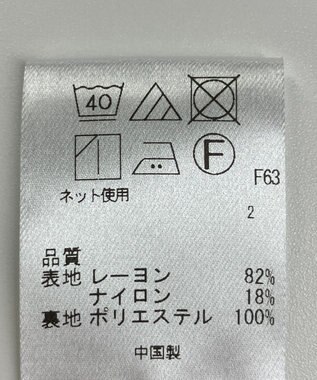 40
F
F63
ネット使用
2
品質
表地 レーヨン 82%
ナイロン 18%
裏地 ポリエステル 100%
中国製